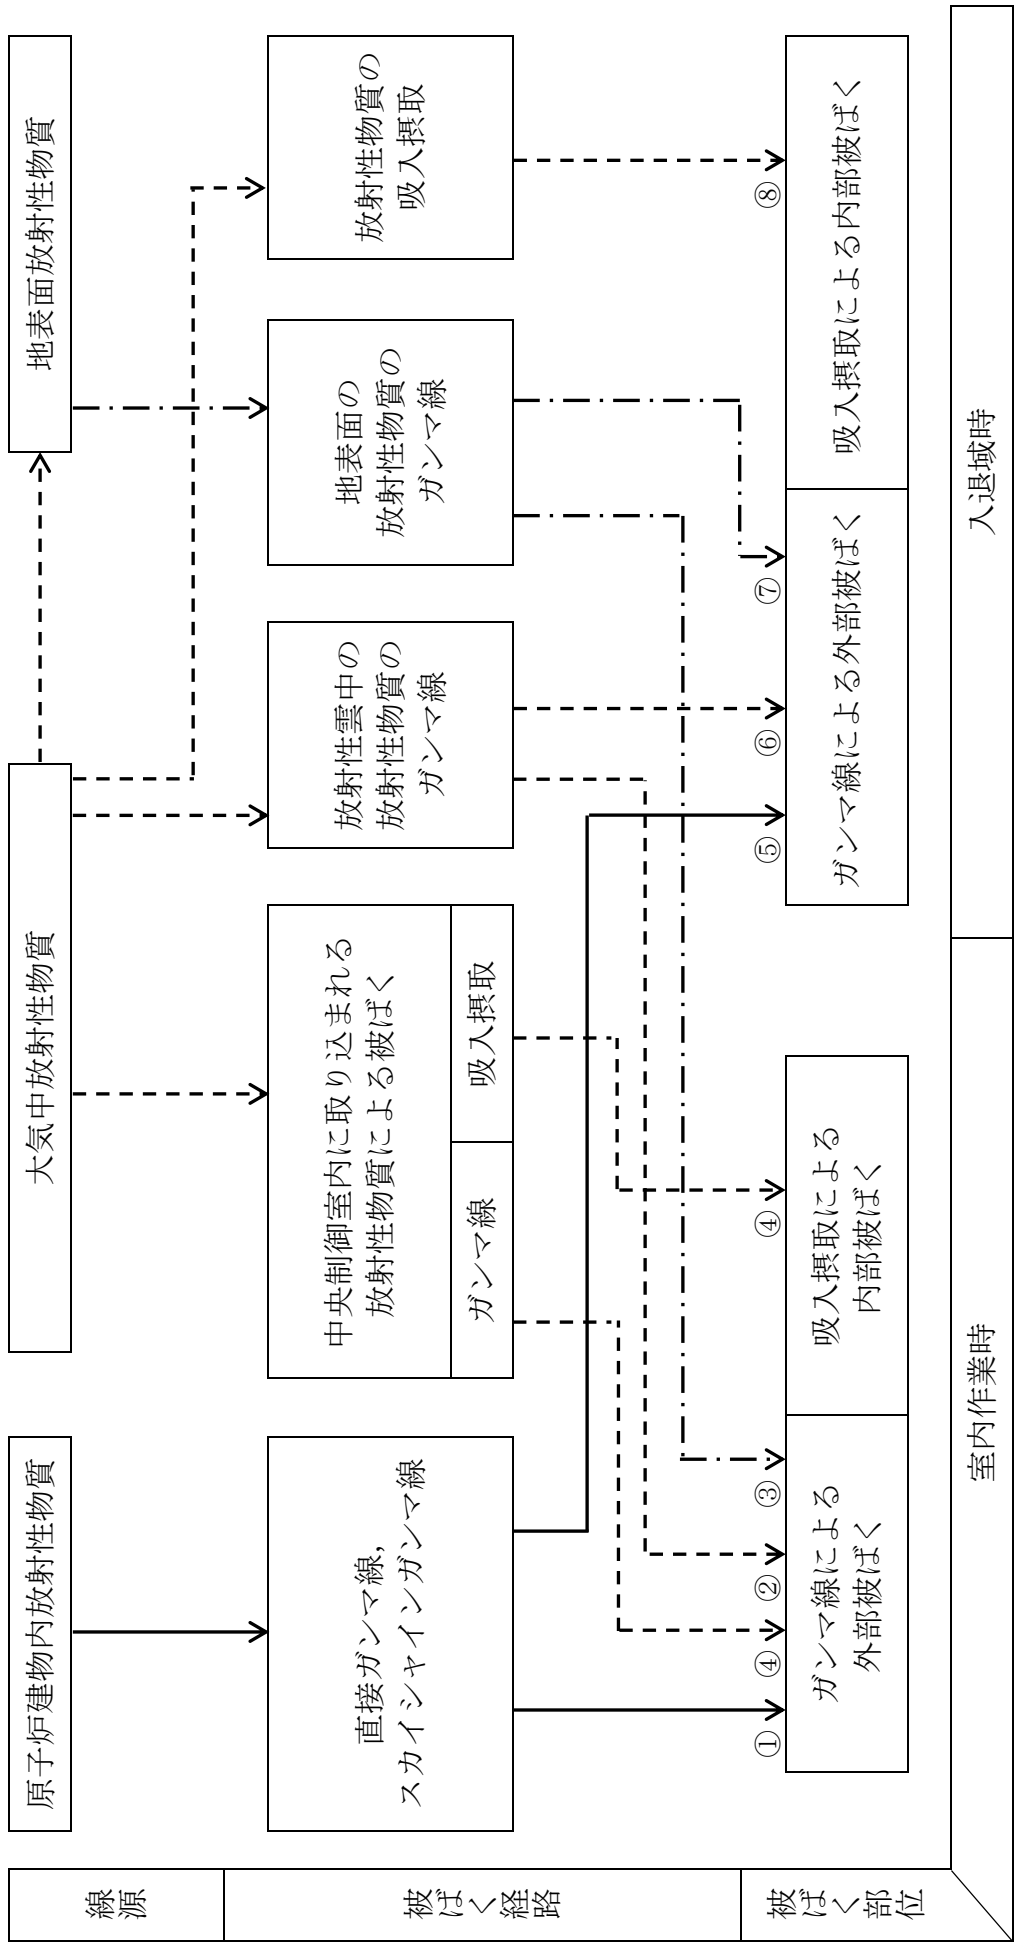 線
源
被ばく経路
被ばく部位
原子炉建物内放射性物質
大気中放射性物質
地表面放射性物質
直接ガンマ線，
スカイシャインガンマ線
中央制御室内に取り込まれる
放射性物質による被ばく
ガンマ線
吸入摂取
放射性雲中の
放射性物質の
ガンマ線
地表面の
放射性物質の
ガンマ線
放射性物質の
吸入摂取
①
④
②
③
④
⑤
⑥
⑦
⑧
ガンマ線による
外部被ばく
吸入摂取による
内部被ばく
ガンマ線による外部被ばく
吸入摂取による内部被ばく
室内作業時
入退域時